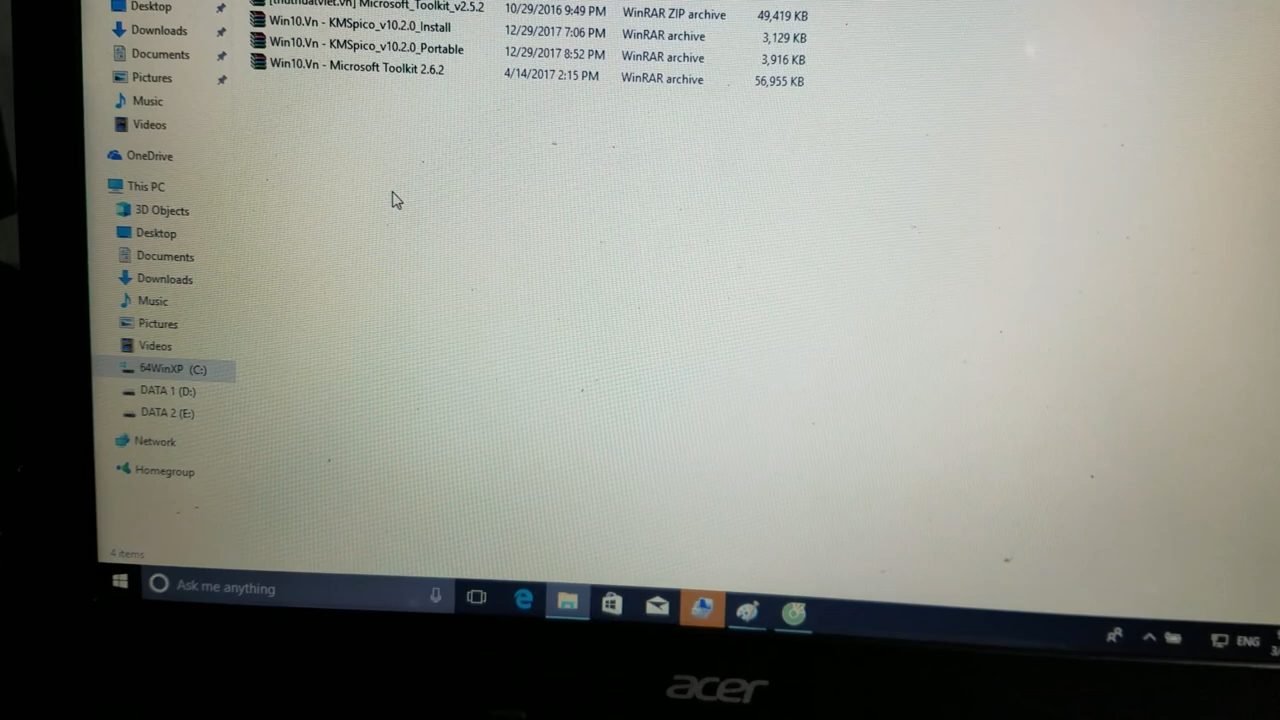 Desktop
[thuthuatviet.vn] Microsoft_Toolkit_v2.5.2 10/29/2016 9:49 PM WinRAR ZIP archive 49,419 KB
Downloads
Win10.Vn - KMSpico_v10.2.0_Install 12/29/2017 7:06 PM WinRAR archive 3,129 KB
Documents
Win10.Vn - KMSpico_v10.2.0_Portable 12/29/2017 8:52 PM WinRAR archive 3,916 KB
Pictures
Win10.Vn - Microsoft Toolkit 2.6.2 4/14/2017 2:15 PM WinRAR archive 56,955 KB
Music
Videos
OneDrive
This PC
3D Objects
Desktop
Documents
Downloads
Music
Pictures
Videos
64WinXP (C:)
DATA 1 (D:)
DATA 2 (E:)
Network
Homegroup
4 items
Ask me anything
ENG
acer